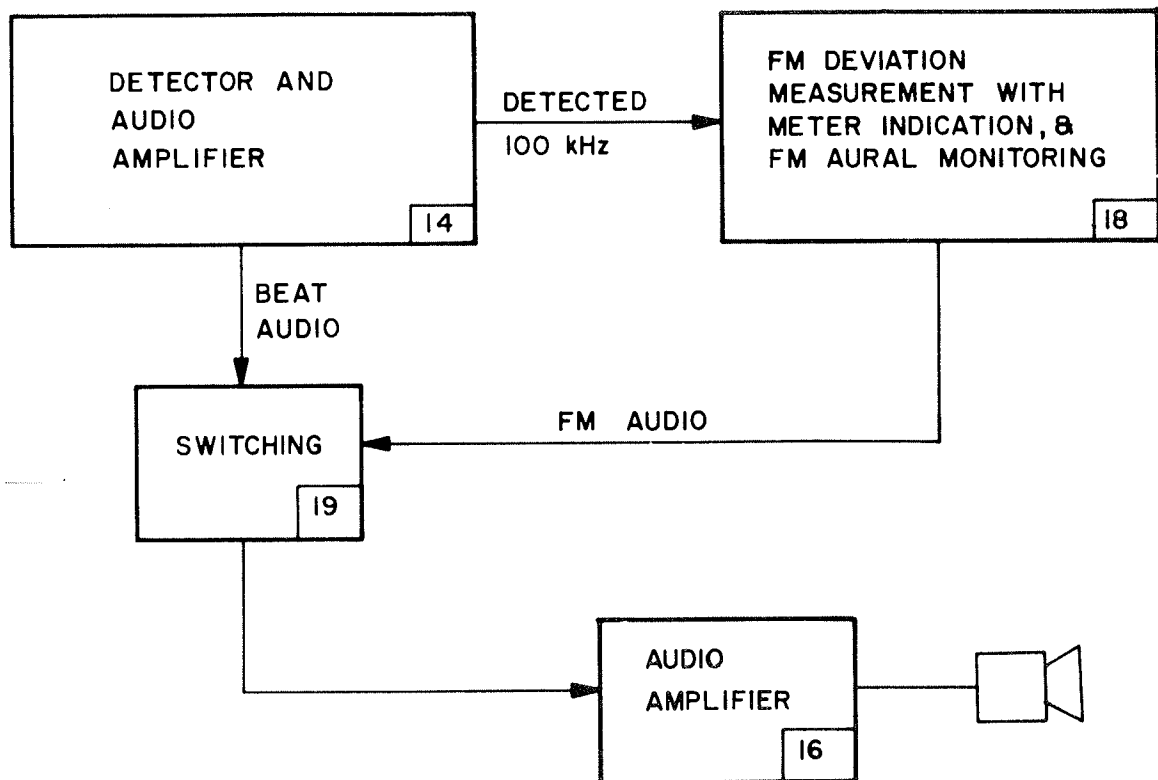 DETECTOR AND
AUDIO
AMPLIFIER
14
DETECTED
100 kHz
FM DEVIATION
MEASUREMENT WITH
METER INDICATION, &
FM AURAL MONITORING
18
BEAT
AUDIO
FM AUDIO
SWITCHING
19
AUDIO
AMPLIFIER
16